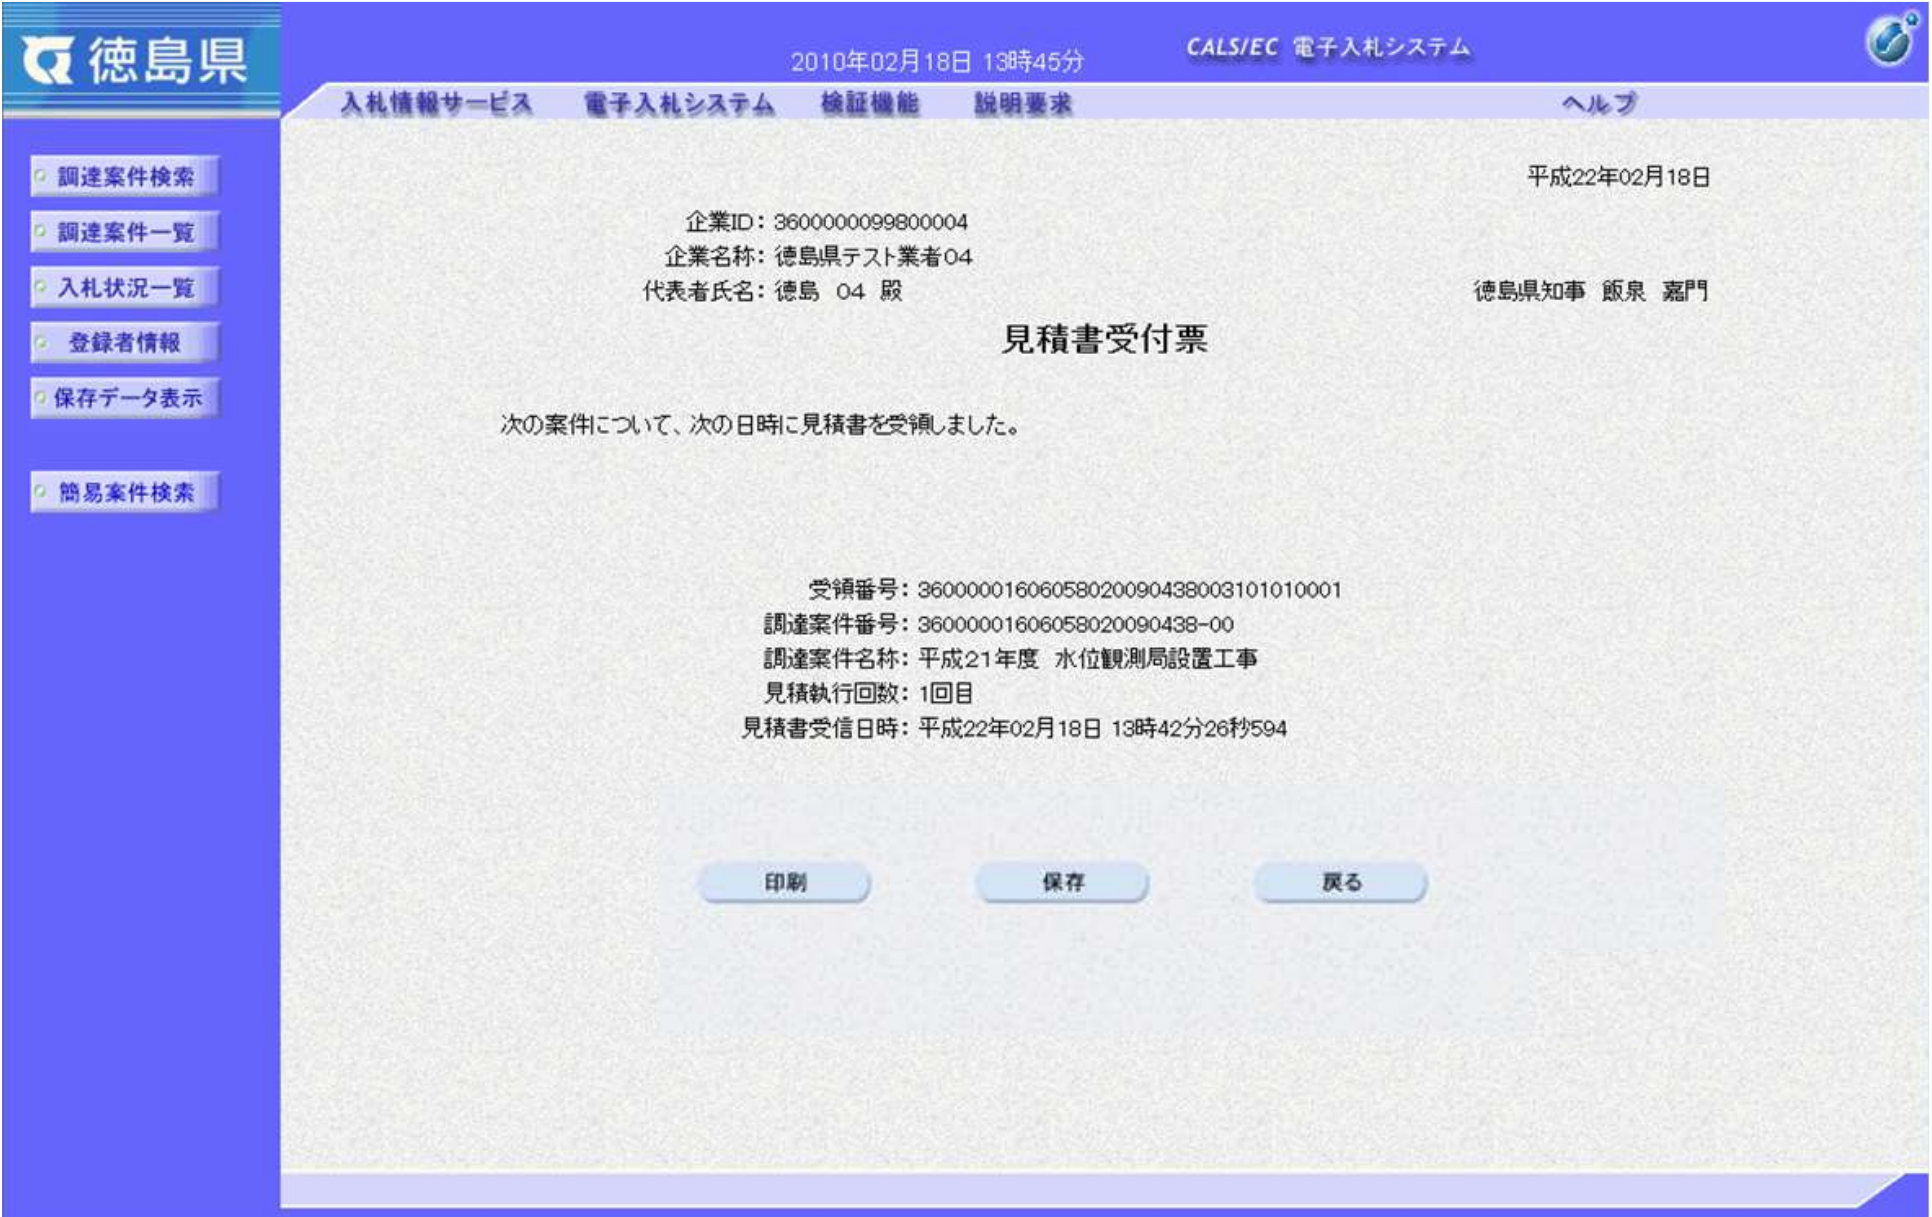 徳島県
2010年02月18日 13時45分
CALS/EC 電子入札システム
入札情報サービス 電子入札システム 検証機能 説明要求 ヘルプ
調達案件検索
調達案件一覧
入札状況一覧
登録者情報
保存データ表示
簡易案件検索
平成22年02月18日
企業ID：3600000099800004
企業名称：徳島県テスト業者04
代表者氏名：徳島 04 殿
徳島県知事 飯泉 嘉門
見積書受付票
次の案件について、次の日時に見積書を受領しました。
受領番号：36000001606058020090438003101010001
調達案件番号：36000001606058020090438-00
調達案件名称：平成21年度 水位観測局設置工事
見積執行回数：1回目
見積書受信日時：平成22年02月18日 13時42分26秒594
印刷 保存 戻る